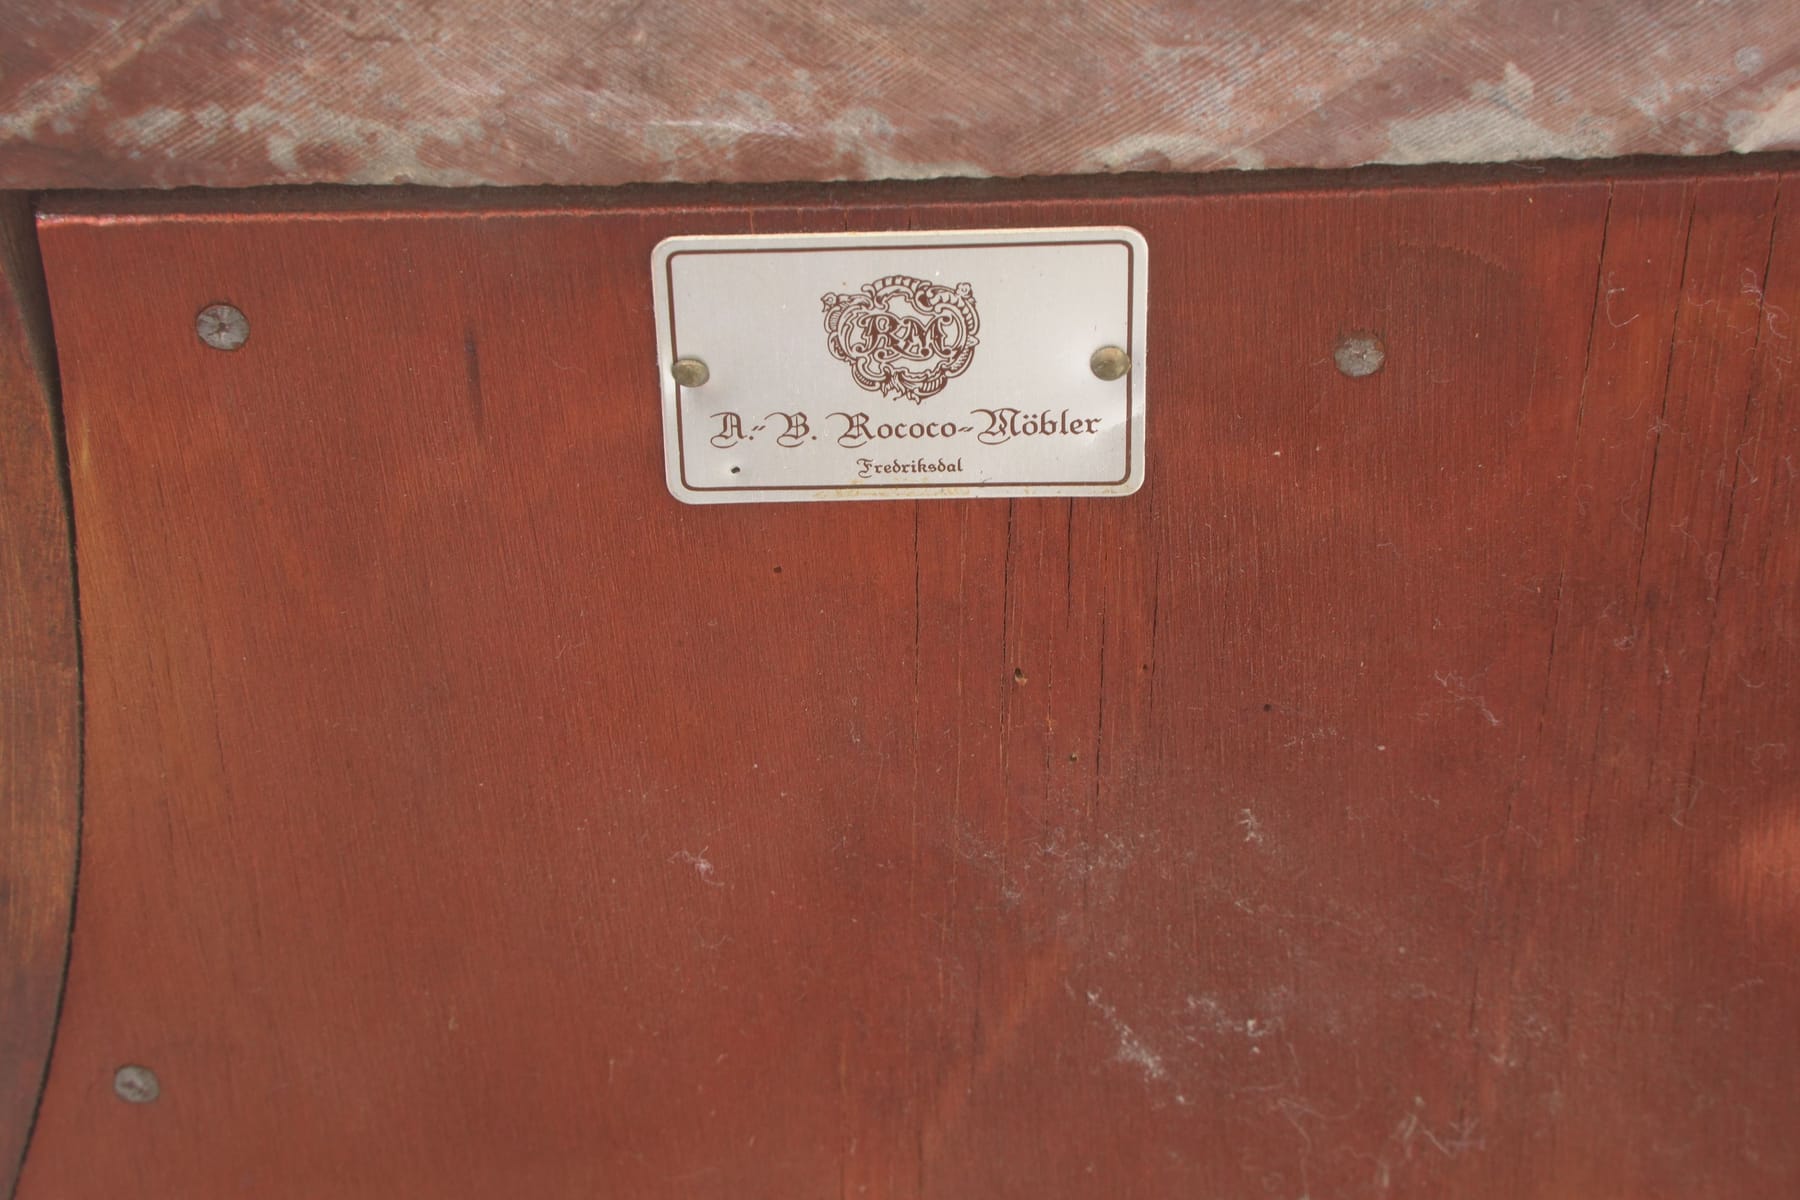 RM
A.-B. Rococo-Möbler
Fredriksdal